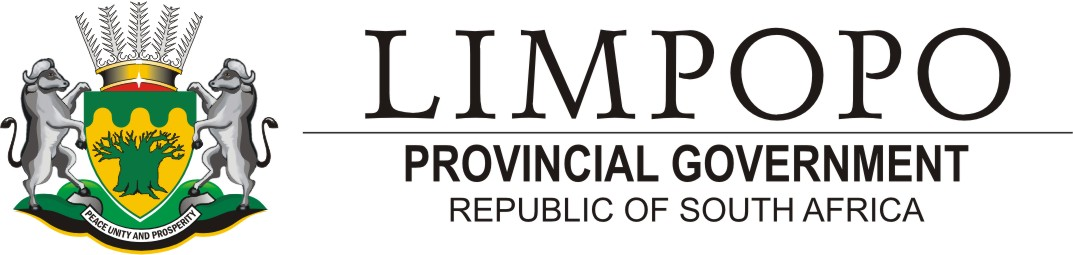 LIMPOPO
PROVINCIAL GOVERNMENT
REPUBLIC OF SOUTH AFRICA
PEACE UNITY AND PROSPERITY